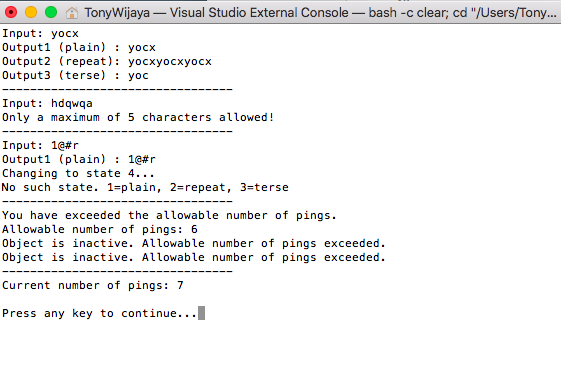 TonyWijaya — Visual Studio External Console — bash -c clear; cd "/Users/Tony...
Input: yocx
Output1 (plain) : yocx
Output2 (repeat): yocxyocxyocx
Output3 (terse) : yoc
---------------------------------
Input: hdqwqa
Only a maximum of 5 characters allowed!
---------------------------------
Input: 1@#r
Output1 (plain) : 1@#r
Changing to state 4...
No such state. 1=plain, 2=repeat, 3=terse
---------------------------------
You have exceeded the allowable number of pings.
Allowable number of pings: 6
Object is inactive. Allowable number of pings exceeded.
Object is inactive. Allowable number of pings exceeded.
---------------------------------
Current number of pings: 7
Press any key to continue...